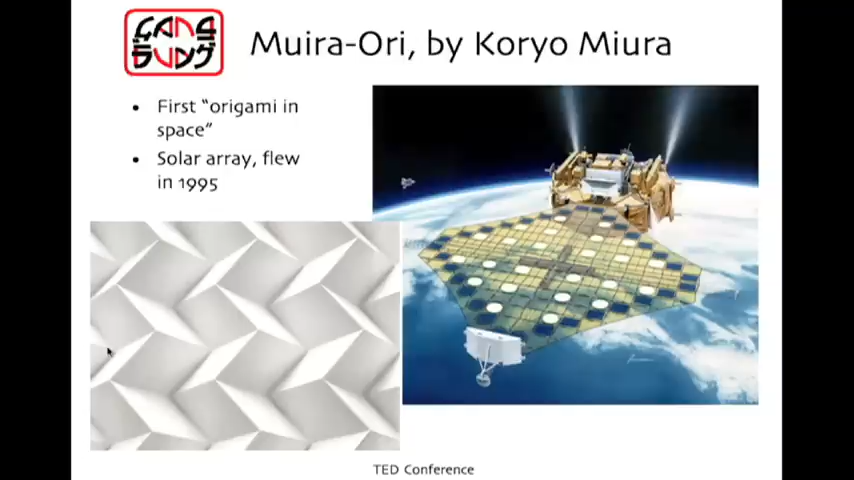 Muira-Ori, by Koryo Miura
• First “origami in
space”
• Solar array, flew
in 1995
TED Conference